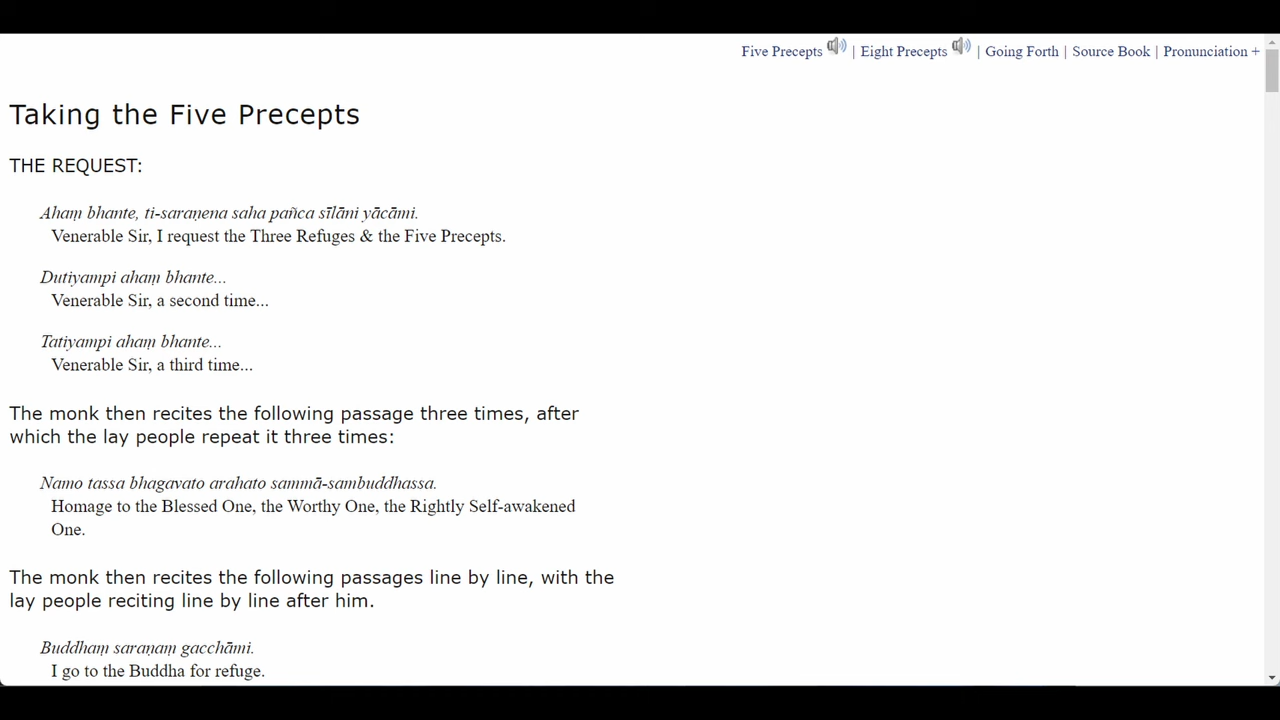 Five Precepts | Eight Precepts | Going Forth | Source Book | Pronunciation +
Taking the Five Precepts
THE REQUEST:
Ahaṃ bhante, ti-saraṇena saha pañca sīlāni yācāmi.
Venerable Sir, I request the Three Refuges & the Five Precepts.
Dutiyampi ahaṃ bhante...
Venerable Sir, a second time...
Tatiyampi ahaṃ bhante...
Venerable Sir, a third time...
The monk then recites the following passage three times, after
which the lay people repeat it three times:
Namo tassa bhagavato arahato sammā-sambuddhassa.
Homage to the Blessed One, the Worthy One, the Rightly Self-awakened
One.
The monk then recites the following passages line by line, with the
lay people reciting line by line after him.
Buddhaṃ saraṇaṃ gacchāmi.
I go to the Buddha for refuge.